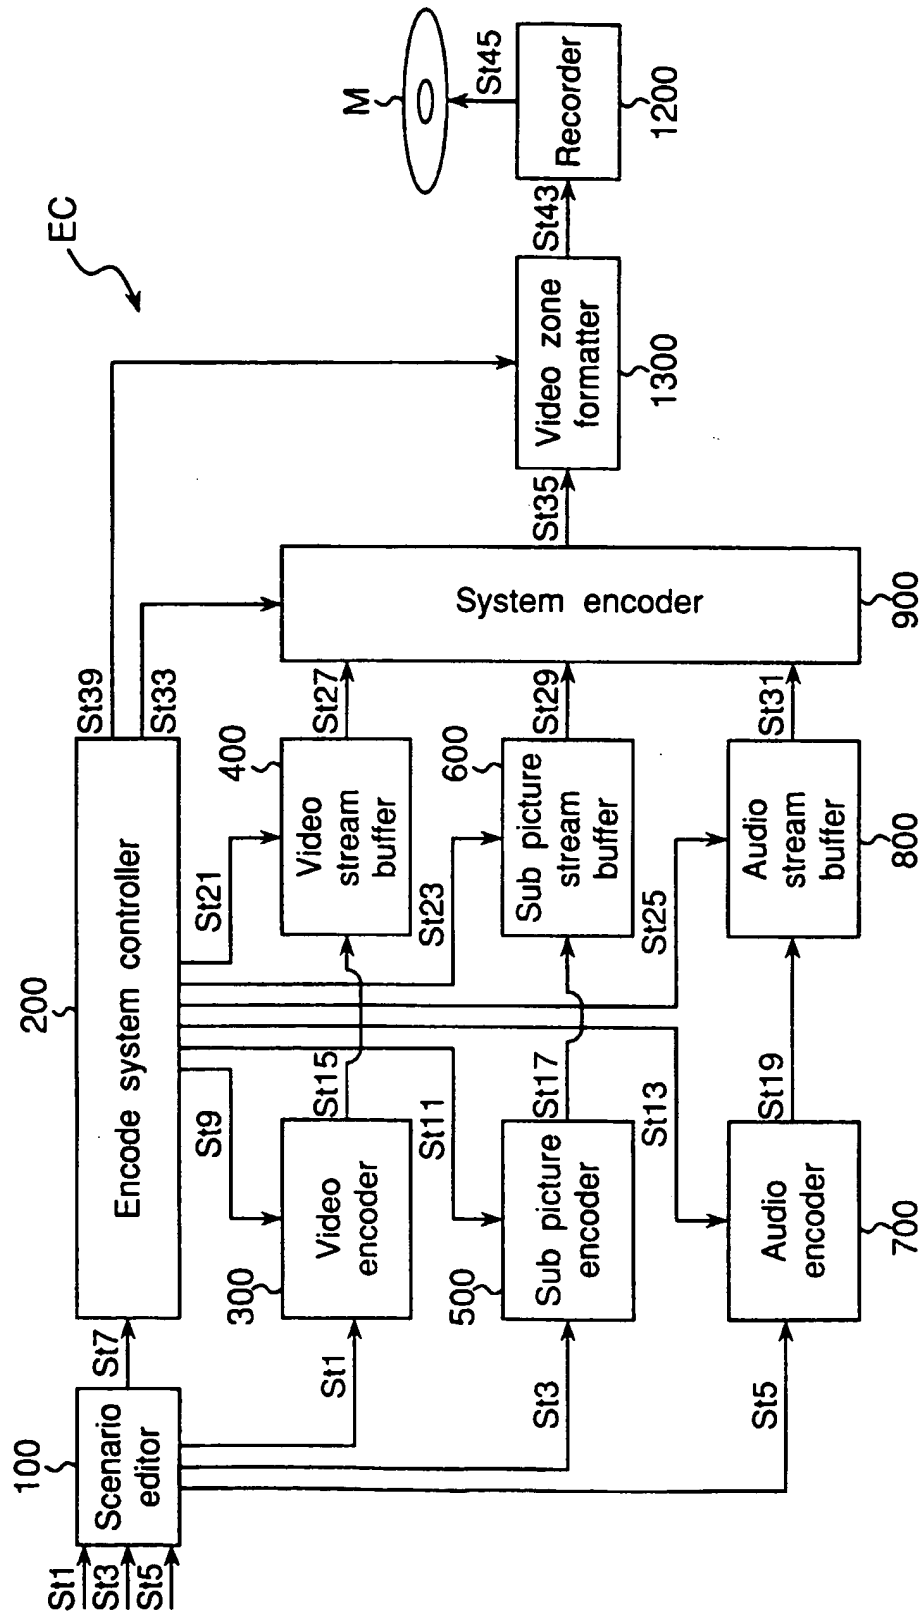 EC
100
Scenario
editor
St1
St3
St5
St7
200
Encode system controller
St39
St33
St9
St21
St1
300
Video
encoder
St15
400
Video
stream
buffer
St27
St11
St23
St3
500
Sub picture
encoder
St17
600
Sub picture
stream
buffer
St29
St13
St25
St5
Audio
encoder
700
St19
Audio
stream
buffer
800
St31
System encoder
900
St35
Video zone
formatter
1300
St43
Recorder
1200
St45
M